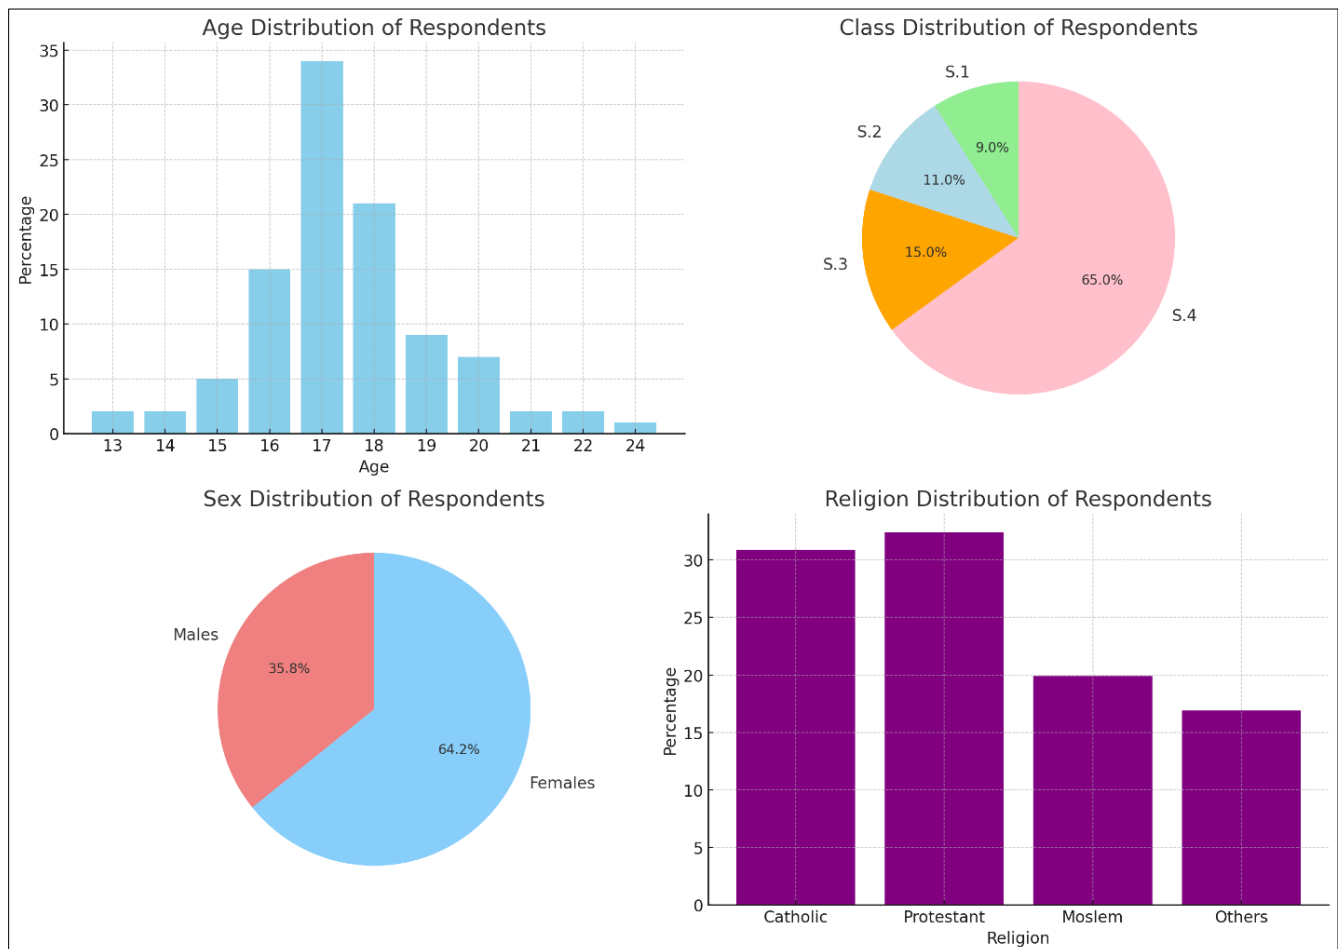 Age Distribution of Respondents
35
30
25
20
15
10
5
0
Percentage
13 14 15 16 17 18 19 20 21 22 24
Age
Class Distribution of Respondents
S.1
9.0%
S.2
11.0%
S.3
15.0%
65.0%
S.4
Sex Distribution of Respondents
Males
35.8%
64.2%
Females
Religion Distribution of Respondents
30
25
20
15
10
5
0
Percentage
Catholic Protestant Moslem Others
Religion